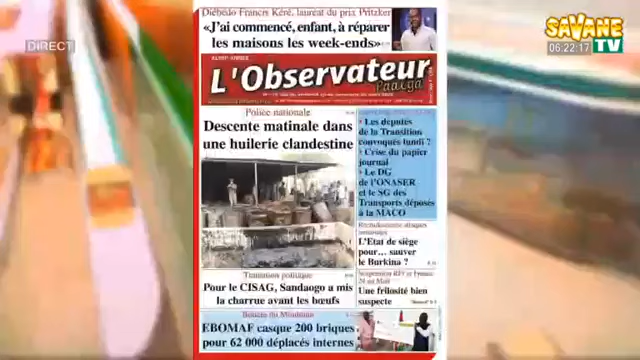 DIRECT
SAVANE
TV
06:22:17
Diébédo Francis Kéré, lauréat du prix Pritzker
«J'ai commencé, enfant, à réparer
les maisons les week-ends»
L'Observateur
Paalga
Police nationale
Descente matinale dans
une huilerie clandestine
Les députés
de la Transition
convoqués lundi ?
Crise du papier
journal
Le DG
de l'ONASER
et le SG des
Transports déposés
à la MACO
L'Etat de siège
pour... sauver
le Burkina ?
Suspension RFI et France
24 au Mali
Une frilosité bien
suspecte
Transition politique
Pour le CISAG, Sandaogo a mis
la charrue avant les bœufs
Boucle du Mouhoun
EBOMAF casque 200 briques
pour 62 000 déplacés internes